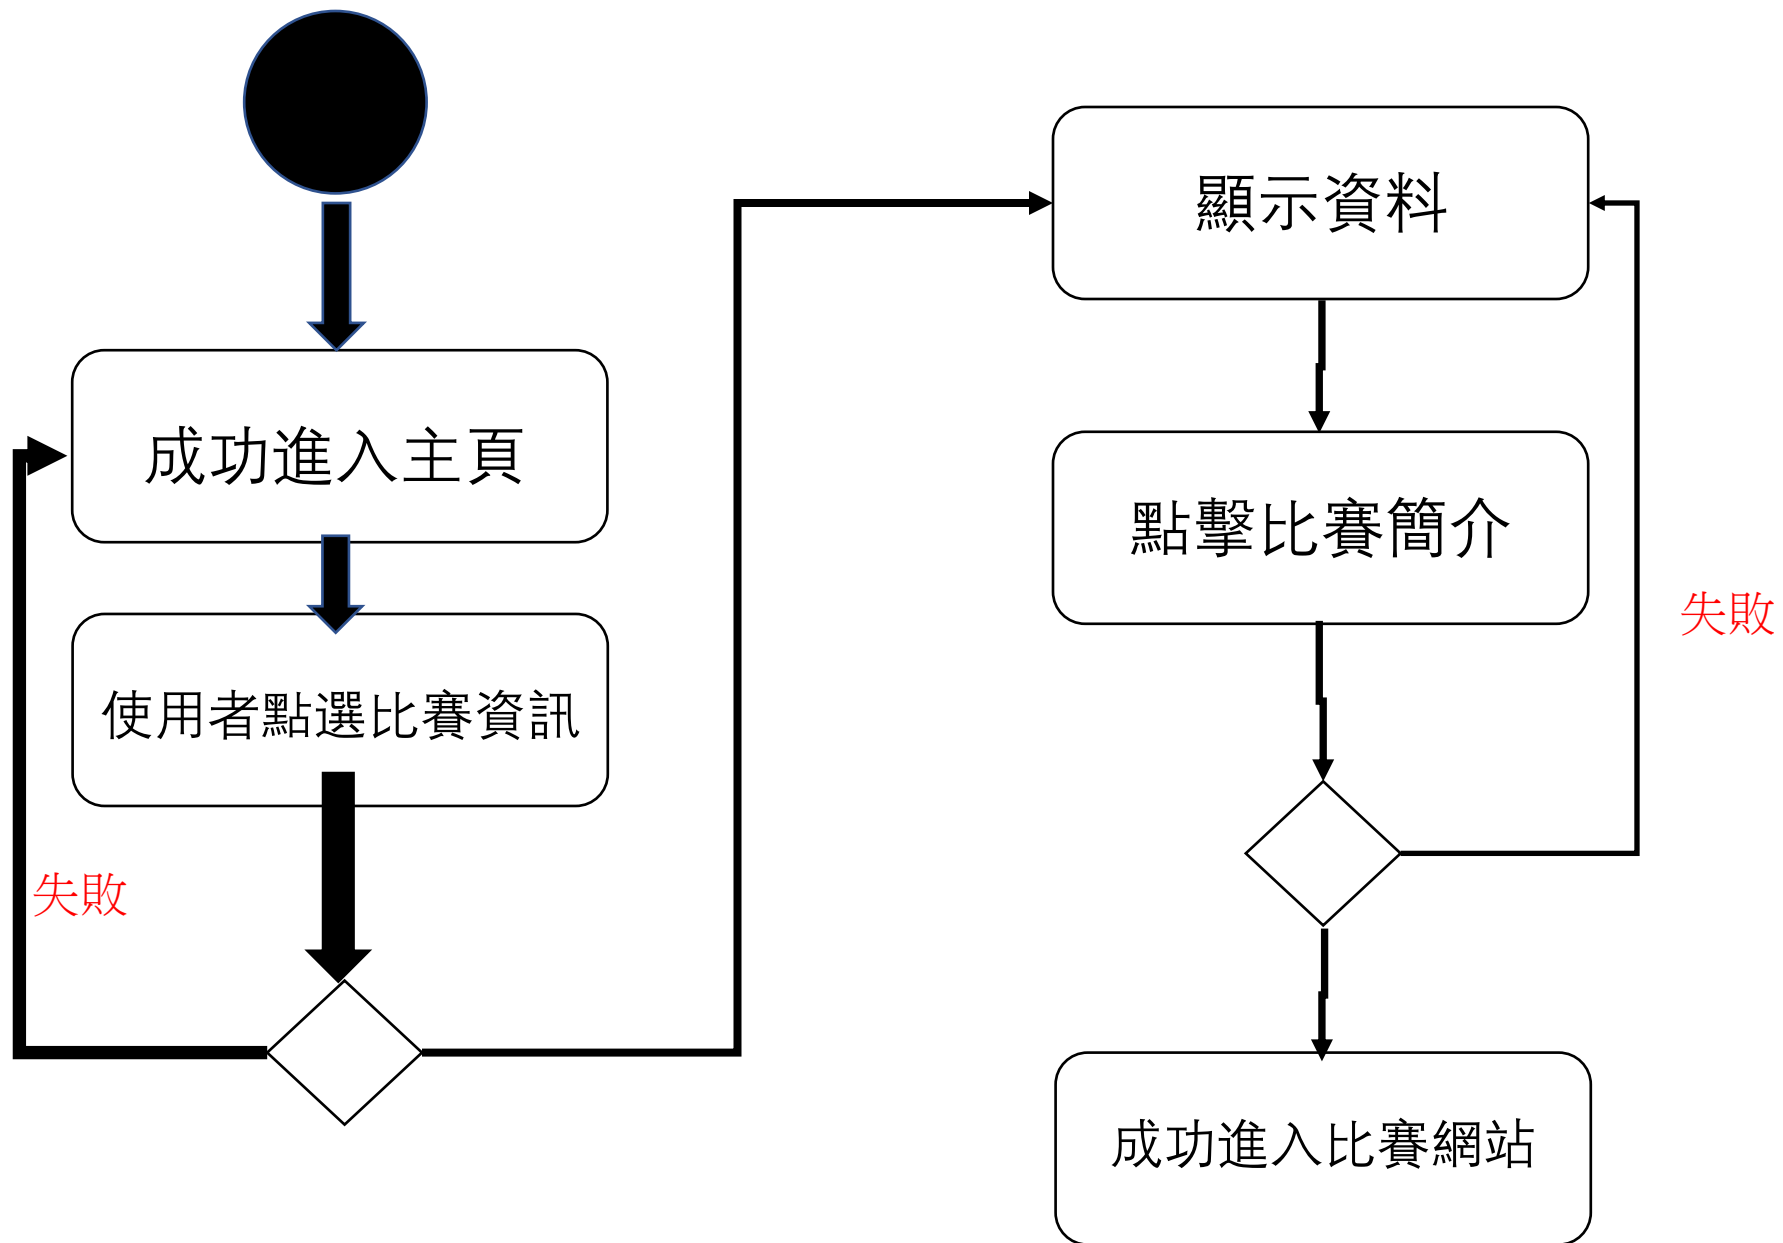 成功進入主頁
使用者點選比賽資訊
失敗
顯示資料
點擊比賽簡介
失敗
成功進入比賽網站